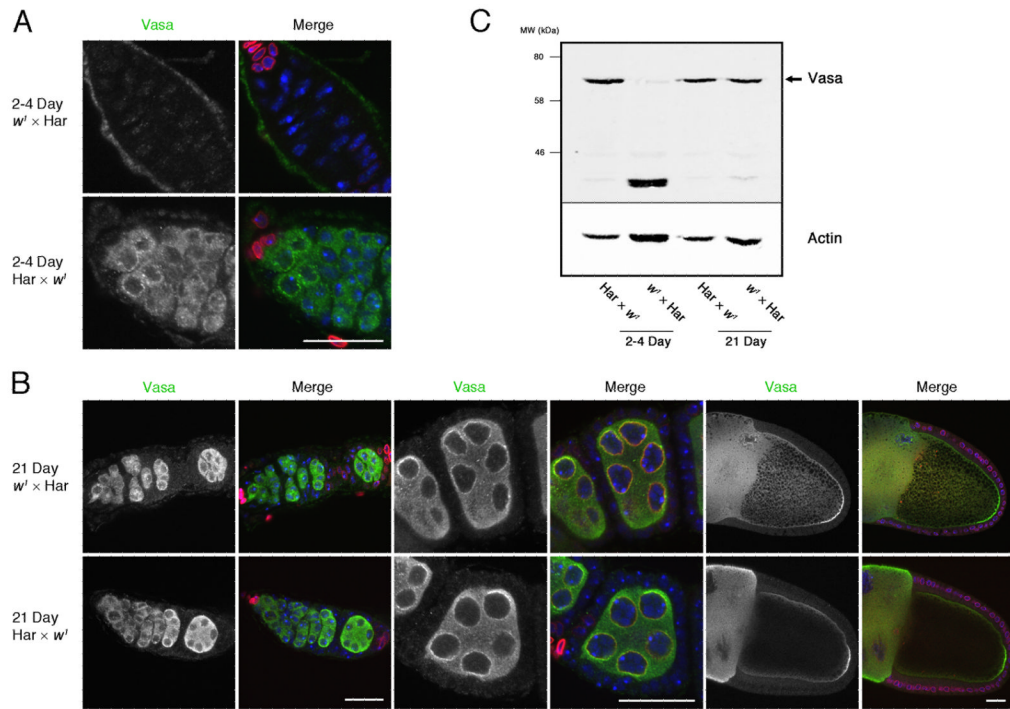 A
Vasa Merge
2-4 Day
w¹ × Har
2-4 Day
Har × w¹
C
MW (kDa)
80
58
46
Vasa
Actin
Har × w¹
w¹ × Har
Har × w¹
w¹ × Har
2-4 Day
21 Day
B
Vasa Merge Vasa Merge Vasa Merge
21 Day
w¹ × Har
21 Day
Har × w¹